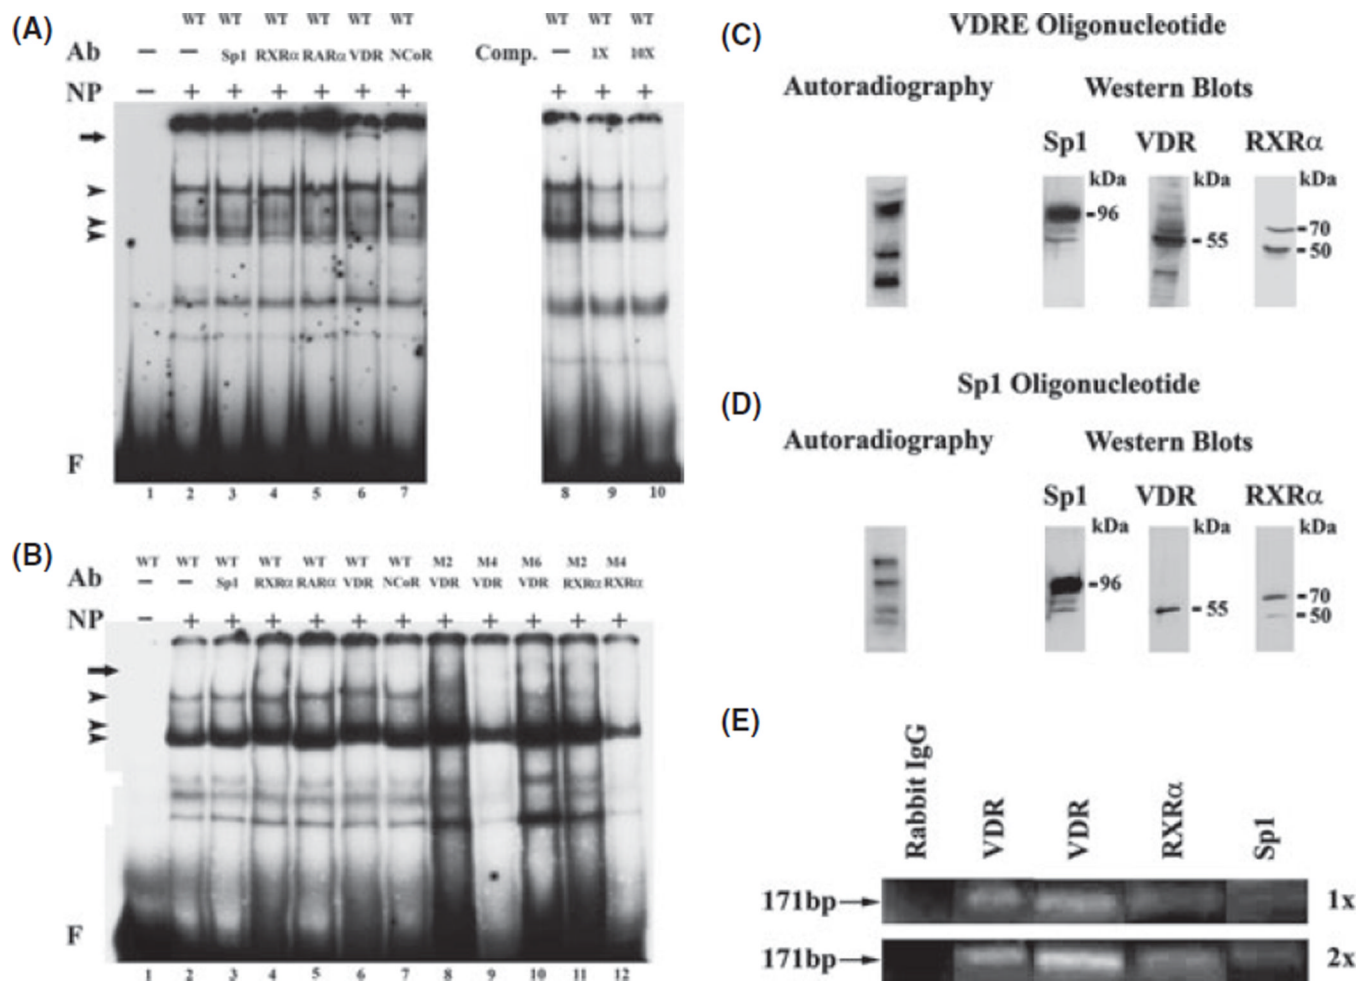 (A)
WT WT WT WT WT WT WT WT WT
Ab – – Sp1 RXRα RARα VDR NCoR Comp. – 1X 10X
NP – + + + + + + + + +
F
1 2 3 4 5 6 7 8 9 10
(B)
WT WT WT WT WT WT WT M2 M4 M6 M2 M4
Ab – – Sp1 RXRα RARα VDR NCoR VDR VDR VDR RXRα RXRα
NP – + + + + + + + + + + +
F
1 2 3 4 5 6 7 8 9 10 11 12
(C)
VDRE Oligonucleotide
Autoradiography Western Blots
Sp1 VDR RXRα
kDa kDa kDa
-96 -55 -70
-50
(D)
Sp1 Oligonucleotide
Autoradiography Western Blots
Sp1 VDR RXRα
kDa kDa kDa
-96 -55 -70
-50
(E)
Rabbit IgG VDR VDR RXRα Sp1
171bp 1x
171bp 2x